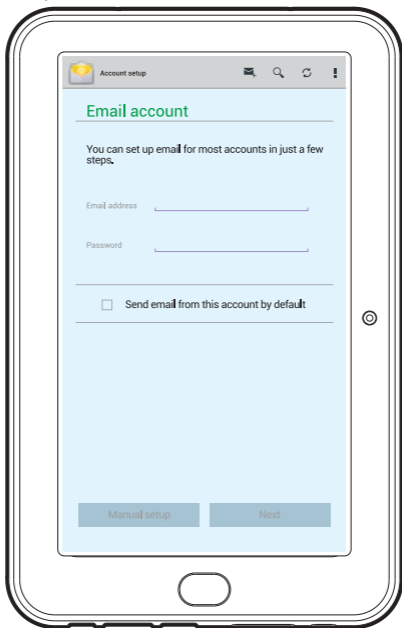 Account setup
Email account
You can set up email for most accounts in just a few
steps.
Email address
Password
Send email from this account by default
Manual setup
Next